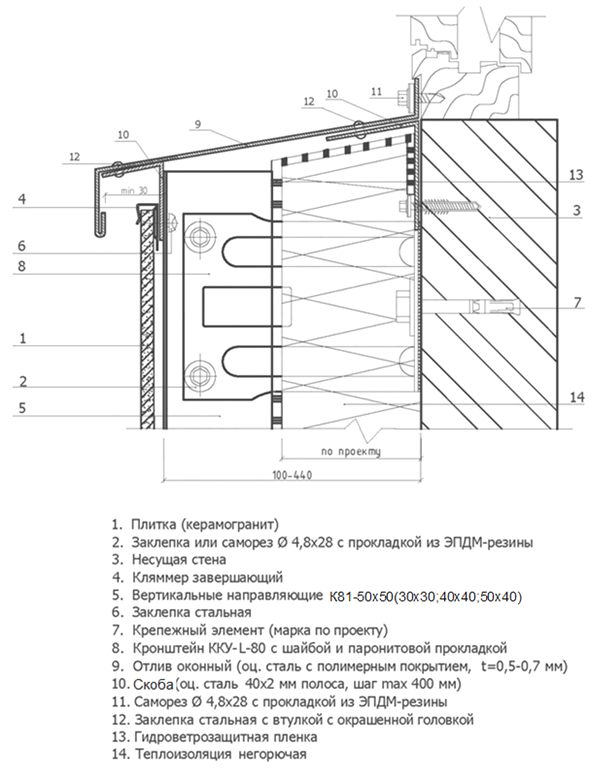 11
10
12
9
10
12
min 30
4
6
8
1
2
5
13
3
7
14
по проекту
100-440
1. Плитка (керамогранит)
2. Заклепка или саморез Ø 4,8х28 с прокладкой из ЭПДМ-резины
3. Несущая стена
4. Кляммер завершающий
5. Вертикальные направляющие К81-50х50(30х30;40х40;50х40)
6. Заклепка стальная
7. Крепежный элемент (марка по проекту)
8. Кронштейн ККУ-L-80 с шайбой и паронитовой прокладкой
9. Отлив оконный (оц. сталь с полимерным покрытием, t=0,5-0,7 мм)
10. Скоба (оц. сталь 40х2 мм полоса, шаг max 400 мм)
11. Саморез Ø 4,8х28 с прокладкой из ЭПДМ-резины
12. Заклепка стальная с втулкой с окрашенной головкой
13. Гидроветрозащитная пленка
14. Теплоизоляция негорючая